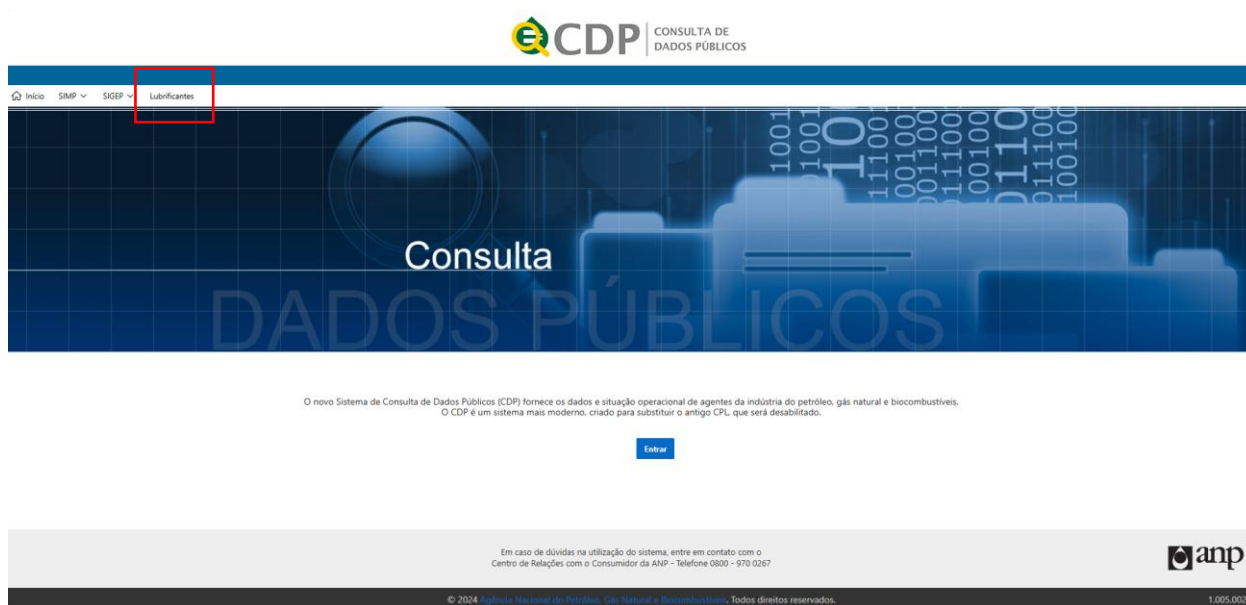 CDP CONSULTA DE
DADOS PÚBLICOS
Início SIMP SIGEP Lubrificantes
Consulta
DADOS PÚBLICOS
O novo Sistema de Consulta de Dados Públicos (CDP) fornece os dados e situação operacional de agentes da indústria do petróleo, gás natural e biocombustíveis.
O CDP é um sistema mais moderno, criado para substituir o antigo CPL, que será desabilitado.
Entrar
Em caso de dúvidas na utilização do sistema, entre em contato com o
Centro de Relações com o Consumidor da ANP - Telefone 0800 - 970 0267
anp
© 2024 Agência Nacional do Petróleo, Gás Natural e Biocombustíveis. Todos direitos reservados. 1.005.002